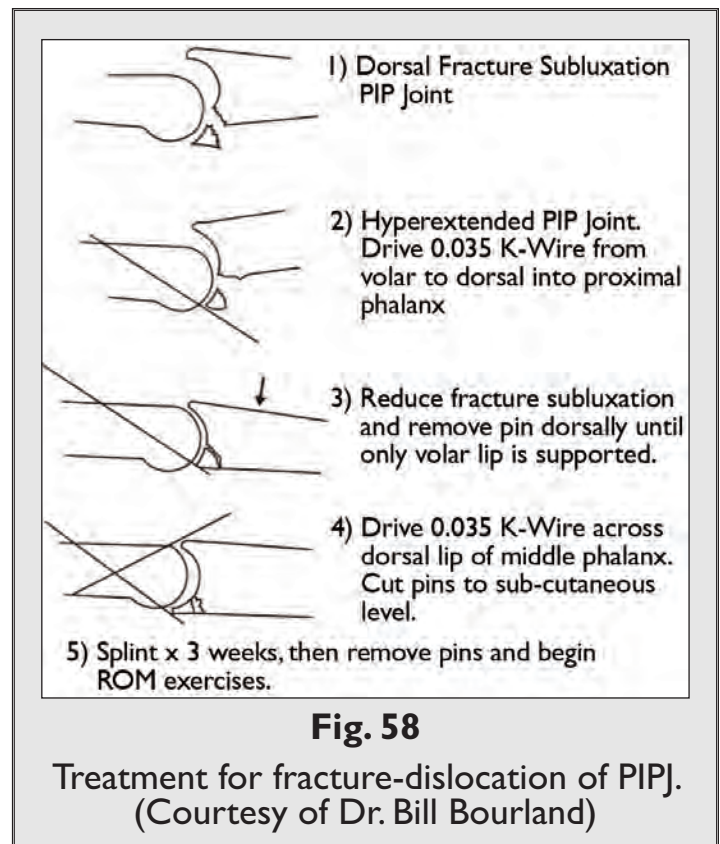 1) Dorsal Fracture Subluxation
PIP Joint
2) Hyperextended PIP Joint.
Drive 0.035 K-Wire from
volar to dorsal into proximal
phalanx
3) Reduce fracture subluxation
and remove pin dorsally until
only volar lip is supported.
4) Drive 0.035 K-Wire across
dorsal lip of middle phalanx.
Cut pins to sub-cutaneous
level.
5) Splint x 3 weeks, then remove pins and begin
ROM exercises.
Fig. 58
Treatment for fracture-dislocation of PIPJ.
(Courtesy of Dr. Bill Bourland)